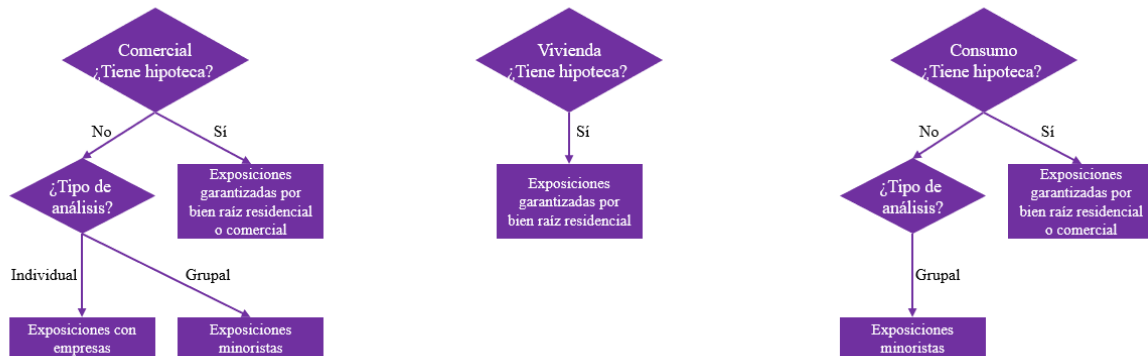 Comercial
¿Tiene hipoteca?
No
Sí
¿Tipo de
análisis?
Exposiciones
garantizadas por
bien raíz residencial
o comercial
Individual
Grupal
Exposiciones con
empresas
Exposiciones
minoristas
Vivienda
¿Tiene hipoteca?
Sí
Exposiciones
garantizadas por
bien raíz residencial
Consumo
¿Tiene hipoteca?
No
Sí
¿Tipo de
análisis?
Exposiciones
garantizadas por
bien raíz residencial
o comercial
Grupal
Exposiciones
minoristas